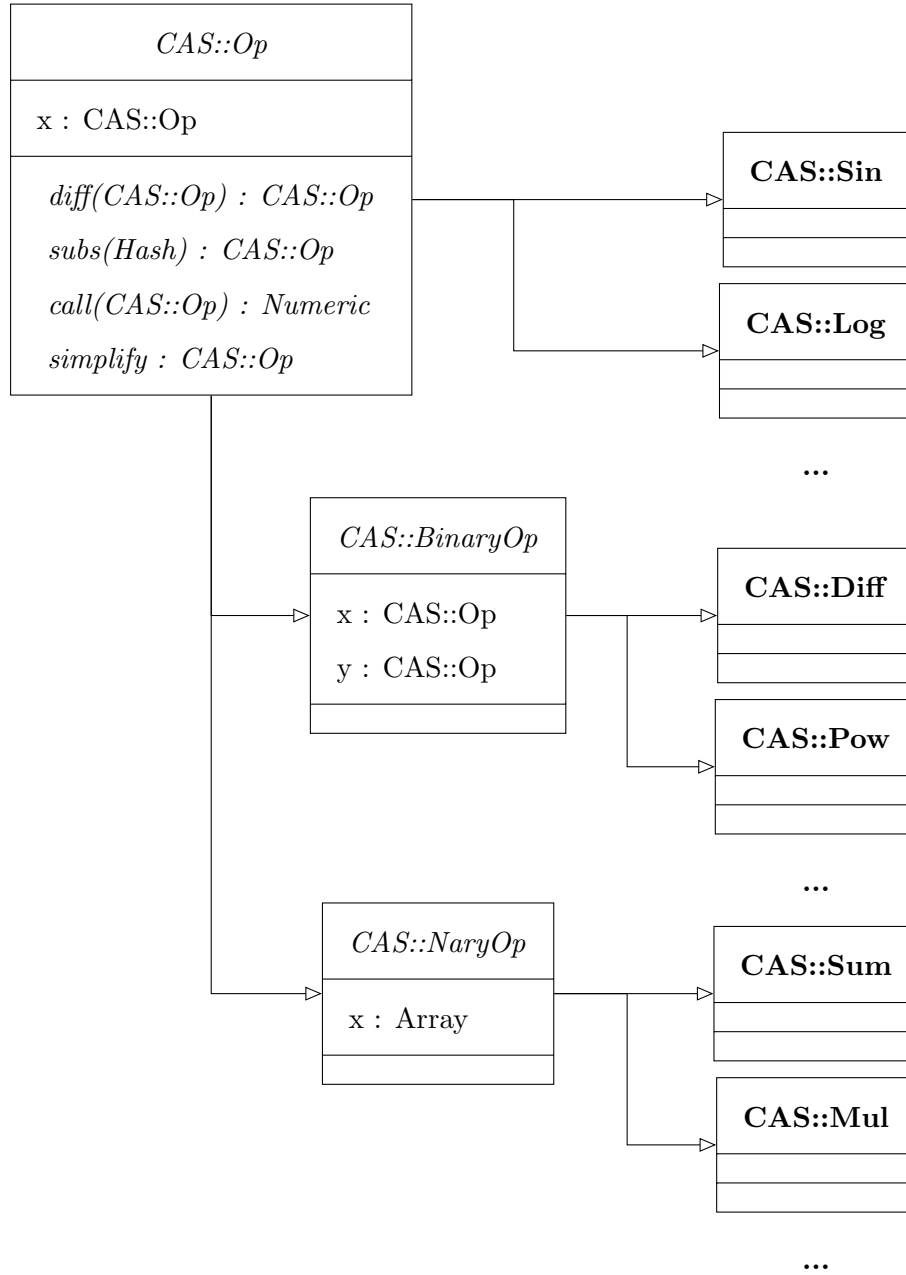 CAS::Op
x : CAS::Op
diff(CAS::Op) : CAS::Op
subs(Hash) : CAS::Op
call(CAS::Op) : Numeric
simplify : CAS::Op
CAS::Sin
CAS::Log
...
CAS::BinaryOp
x : CAS::Op
y : CAS::Op
CAS::Diff
CAS::Pow
...
CAS::NaryOp
x : Array
CAS::Sum
CAS::Mul
...